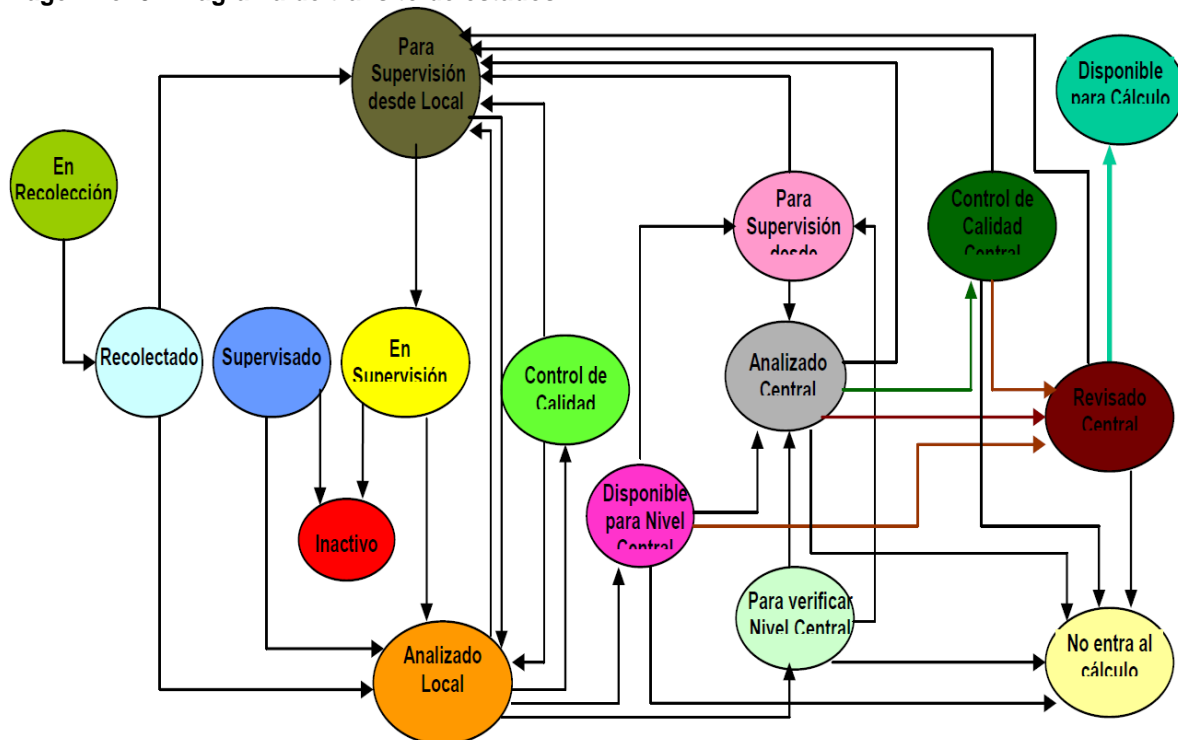 Para
Supervisión
desde Local
Disponible
para Cálculo
En
Recolección
Para
Supervisión
desde
Control de
Calidad
Central
Recolectado
Supervisado
En
Supervisión
Control de
Calidad
Analizado
Central
Revisado
Central
Disponible
para Nivel
Central
Inactivo
Para verificar
Nivel Central
Analizado
Local
No entra al
cálculo